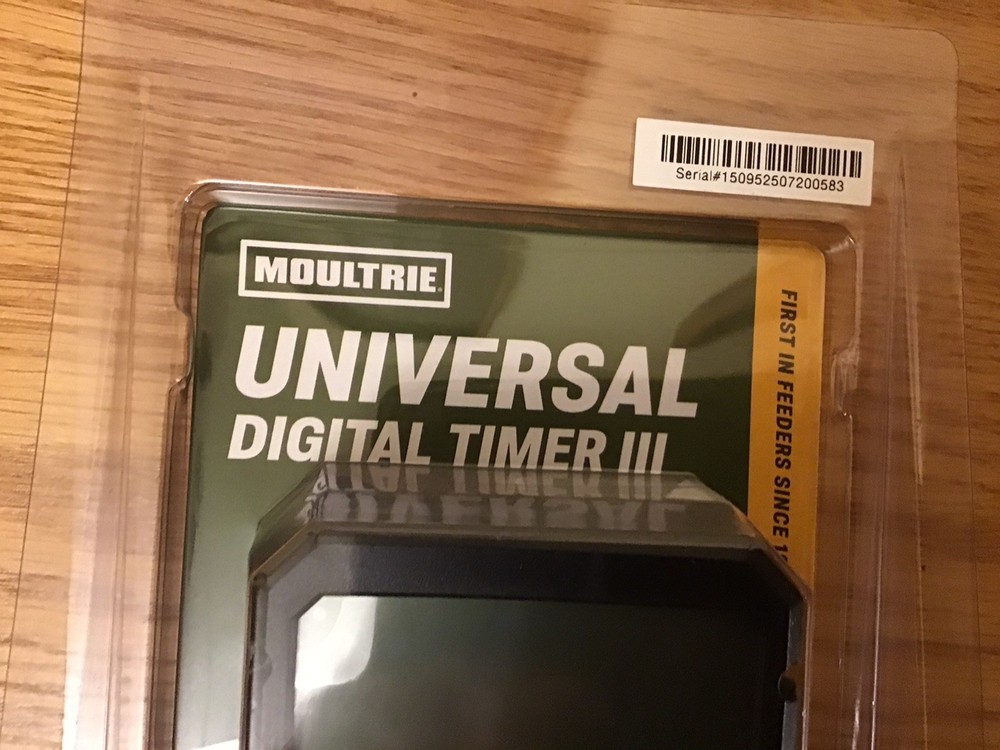 Serial#150952507200583
MOULTRIE
UNIVERSAL
DIGITAL TIMER III
FIRST IN FEEDERS SINCE